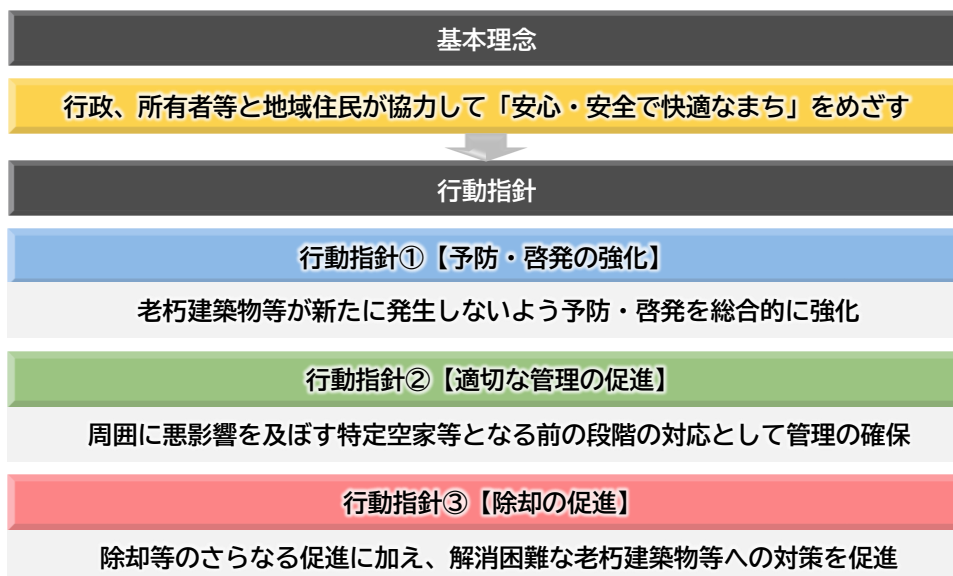 基本理念
行政、所有者等と地域住民が協力して「安心・安全で快適なまち」をめざす
行動指針
行動指針①【予防・啓発の強化】
老朽建築物等が新たに発生しないよう予防・啓発を総合的に強化
行動指針②【適切な管理の促進】
周囲に悪影響を及ぼす特定空家等となる前の段階の対応として管理の確保
行動指針③【除却の促進】
除却等のさらなる促進に加え、解消困難な老朽建築物等への対策を促進